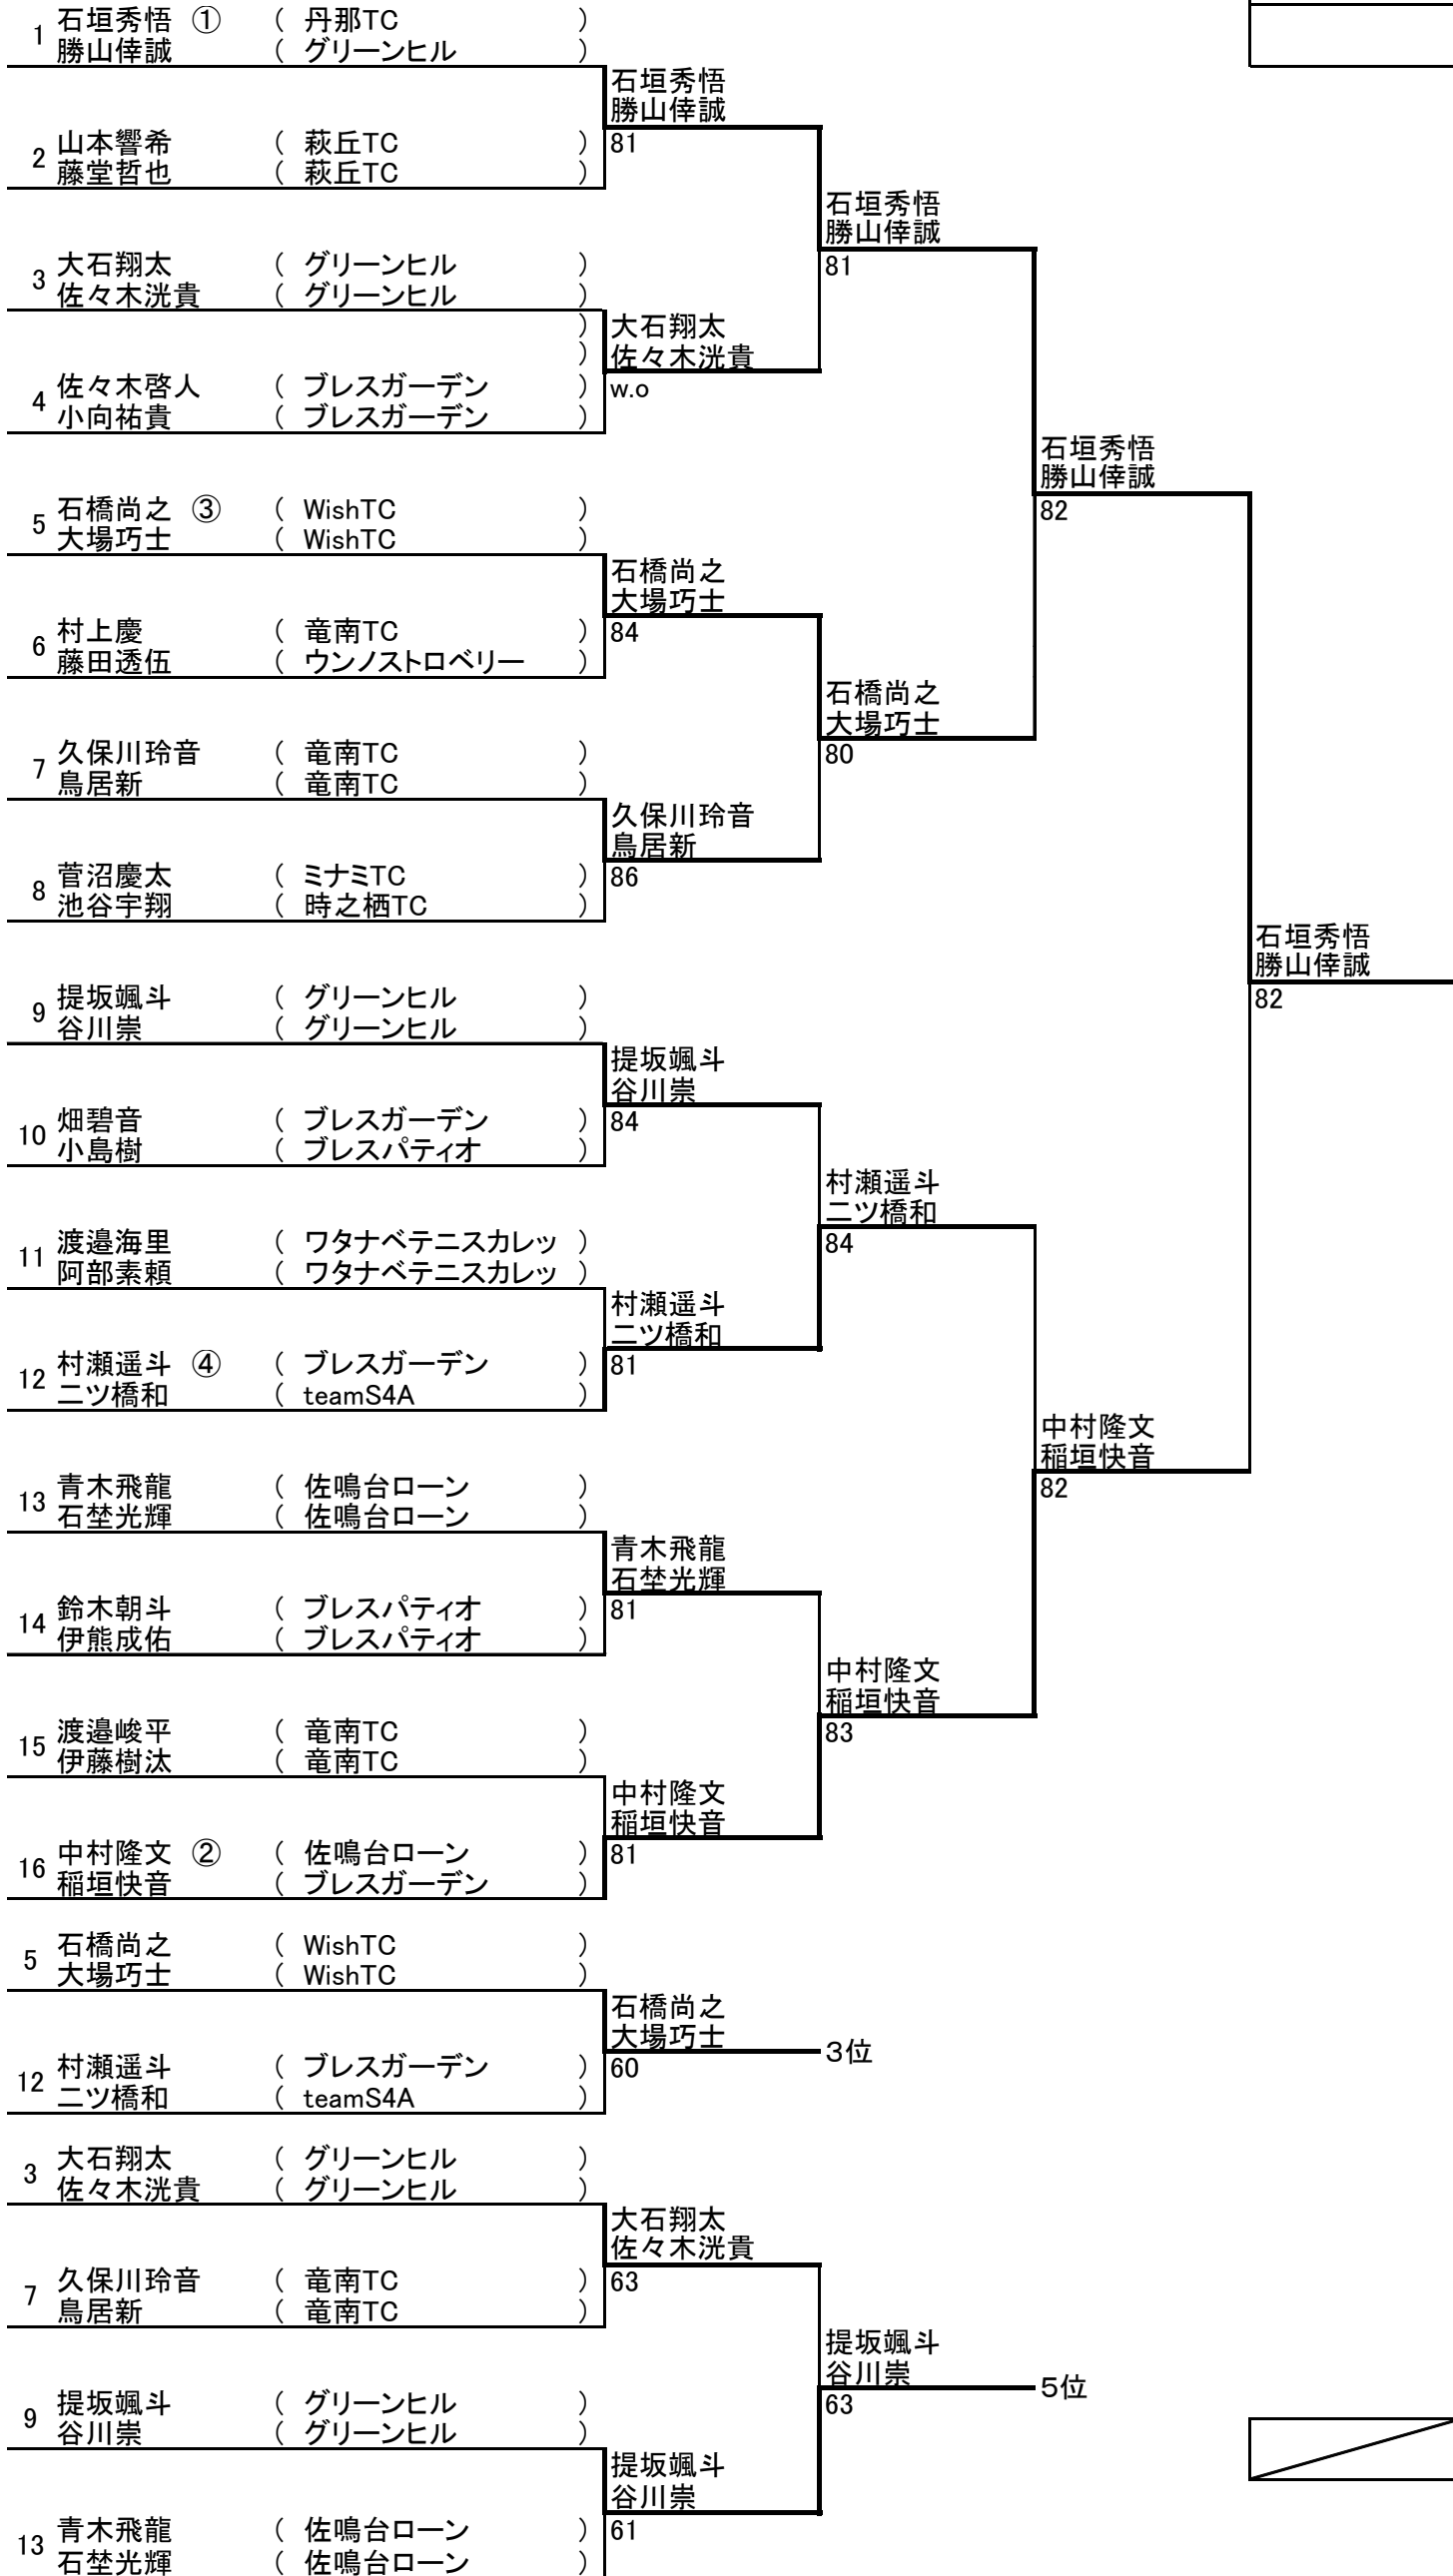 1 石垣秀悟 ① ( 丹那TC )
勝山倖誠 ( グリーンヒル )
石垣秀悟
勝山倖誠
81
2 山本響希 ( 萩丘TC )
藤堂哲也 ( 萩丘TC )
石垣秀悟
勝山倖誠
81
3 大石翔太 ( グリーンヒル )
佐々木洸貴 ( グリーンヒル )
)
)
大石翔太
佐々木洸貴
w.o
4 佐々木啓人 ( ブレスガーデン )
小向祐貴 ( ブレスガーデン )
石垣秀悟
勝山倖誠
82
5 石橋尚之 ③ ( WishTC )
大場巧士 ( WishTC )
石橋尚之
大場巧士
84
6 村上慶 ( 竜南TC )
藤田透伍 ( ウンノストロベリー )
石橋尚之
大場巧士
80
7 久保川玲音 ( 竜南TC )
鳥居新 ( 竜南TC )
久保川玲音
鳥居新
86
8 菅沼慶太 ( ミナミTC )
池谷宇翔 ( 時之栖TC )
石垣秀悟
勝山倖誠
82
9 提坂颯斗 ( グリーンヒル )
谷川崇 ( グリーンヒル )
提坂颯斗
谷川崇
84
10 畑碧音 ( ブレスガーデン )
小島樹 ( ブレスパティオ )
村瀬遥斗
二ツ橋和
84
11 渡邉海里 ( ワタナベテニスカレッ )
阿部素頼 ( ワタナベテニスカレッ )
村瀬遥斗
二ツ橋和
81
12 村瀬遥斗 ④ ( ブレスガーデン )
二ツ橋和 ( teamS4A )
中村隆文
稲垣快音
82
13 青木飛龍 ( 佐鳴台ローン )
石埜光輝 ( 佐鳴台ローン )
青木飛龍
石埜光輝
81
14 鈴木朝斗 ( ブレスパティオ )
伊熊成佑 ( ブレスパティオ )
中村隆文
稲垣快音
83
15 渡邉峻平 ( 竜南TC )
伊藤樹汰 ( 竜南TC )
中村隆文
稲垣快音
81
16 中村隆文 ② ( 佐鳴台ローン )
稲垣快音 ( ブレスガーデン )
5 石橋尚之 ( WishTC )
大場巧士 ( WishTC )
石橋尚之
大場巧士
3位
60
12 村瀬遥斗 ( ブレスガーデン )
二ツ橋和 ( teamS4A )
3 大石翔太 ( グリーンヒル )
佐々木洸貴 ( グリーンヒル )
大石翔太
佐々木洸貴
63
7 久保川玲音 ( 竜南TC )
鳥居新 ( 竜南TC )
提坂颯斗
谷川崇
5位
63
9 提坂颯斗 ( グリーンヒル )
谷川崇 ( グリーンヒル )
提坂颯斗
谷川崇
61
13 青木飛龍 ( 佐鳴台ローン )
石埜光輝 ( 佐鳴台ローン )